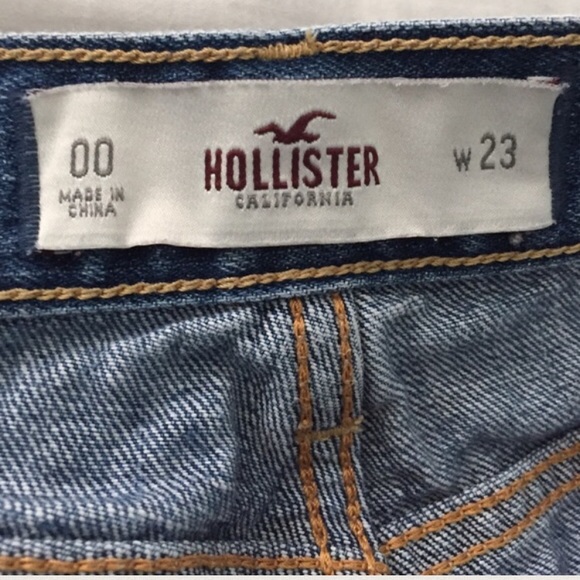 00
MADE IN
CHINA
HOLLISTER
CALIFORNIA
W 23